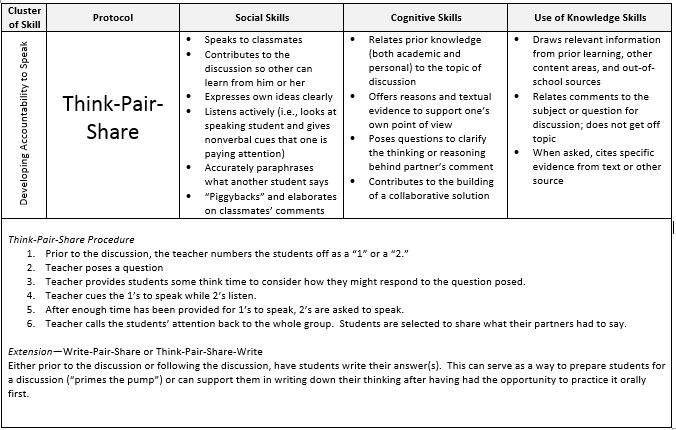 Cluster
of Skill
Protocol
Social Skills
Cognitive Skills
Use of Knowledge Skills
Developing Accountability to Speak
Think-Pair-
Share
• Speaks to classmates
• Contributes to the
discussion so other can
learn from him or her
• Expresses own ideas clearly
• Listens actively (i.e., looks at
speaking student and gives
nonverbal cues that one is
paying attention)
• Accurately paraphrases
what another student says
• “Piggybacks” and elaborates
on classmates’ comments
• Relates prior knowledge
(both academic and
personal) to the topic of
discussion
• Offers reasons and textual
evidence to support one’s
own point of view
• Poses questions to clarify
the thinking or reasoning
behind partner’s comment
• Contributes to the building
of a collaborative solution
• Draws relevant information
from prior learning, other
content areas, and out-of-
school sources
• Relates comments to the
subject or question for
discussion; does not get off
topic
• When asked, cites specific
evidence from text or other
source
Think-Pair-Share Procedure
1. Prior to the discussion, the teacher numbers the students off as a “1” or a “2.”
2. Teacher poses a question
3. Teacher provides students some think time to consider how they might respond to the question posed.
4. Teacher cues the 1’s to speak while 2’s listen.
5. After enough time has been provided for 1’s to speak, 2’s are asked to speak.
6. Teacher calls the students’ attention back to the whole group. Students are selected to share what their partners had to say.
Extension—Write-Pair-Share or Think-Pair-Share-Write
Either prior to the discussion or following the discussion, have students write their answer(s). This can serve as a way to prepare students for
a discussion (“primes the pump”) or can support them in writing down their thinking after having had the opportunity to practice it orally
first.